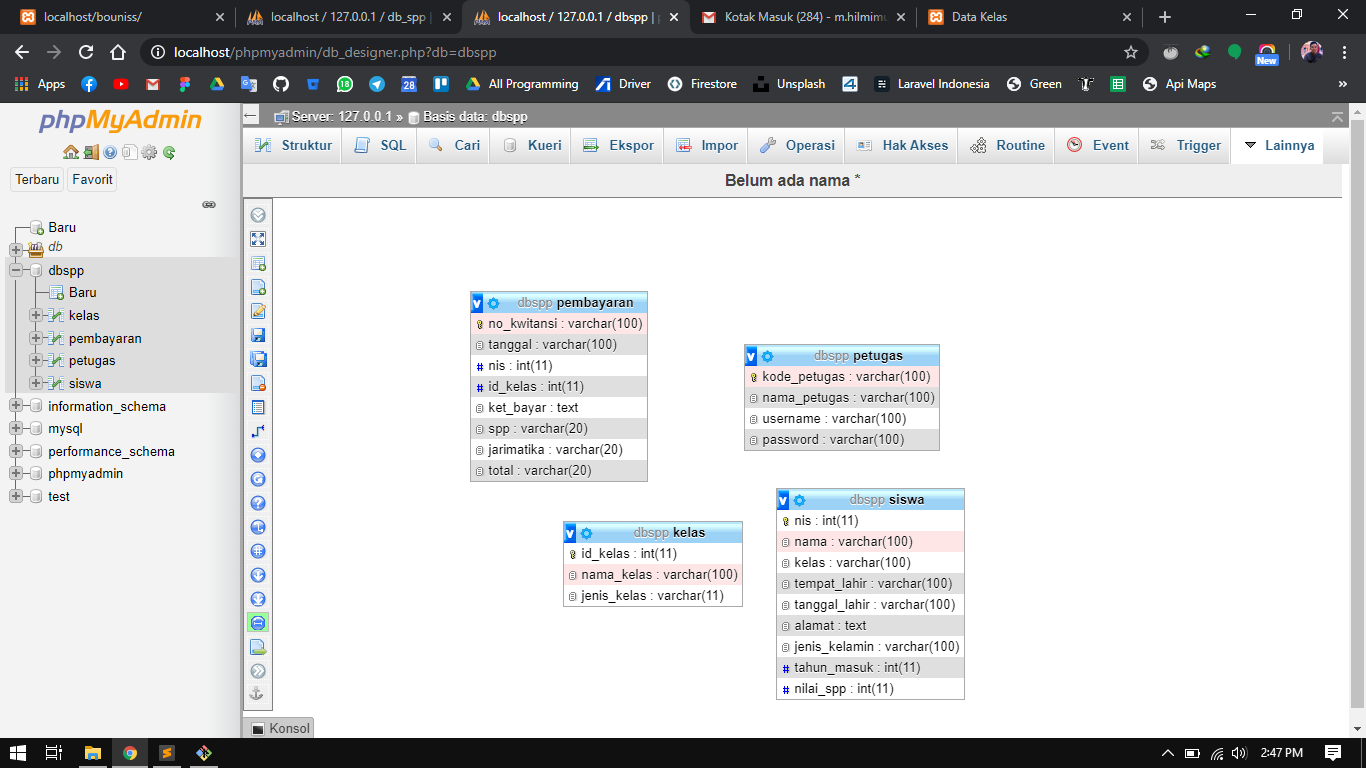 localhost/bouniss/
localhost / 127.0.0.1 / db_spp |
localhost / 127.0.0.1 / dbspp | p
Kotak Masuk (284) - m.hilmimu
Data Kelas
localhost/phpmyadmin/db_designer.php?db=dbspp
New
Apps
28
All Programming
Driver
Firestore
Unsplash
Laravel Indonesia
Green
Api Maps
phpMyAdmin
Terbaru
Favorit
Baru
db
dbspp
Baru
kelas
pembayaran
petugas
siswa
information_schema
mysql
performance_schema
phpmyadmin
test
Server: 127.0.0.1 » Basis data: dbspp
Struktur
SQL
Cari
Kueri
Ekspor
Impor
Operasi
Hak Akses
Routine
Event
Trigger
Lainnya
Belum ada nama *
dbspp pembayaran
no_kwitansi : varchar(100)
tanggal : varchar(100)
nis : int(11)
id_kelas : int(11)
ket_bayar : text
spp : varchar(20)
jarimatika : varchar(20)
total : varchar(20)
dbspp petugas
kode_petugas : varchar(100)
nama_petugas : varchar(100)
username : varchar(100)
password : varchar(100)
dbspp kelas
id_kelas : int(11)
nama_kelas : varchar(100)
jenis_kelas : varchar(11)
dbspp siswa
nis : int(11)
nama : varchar(100)
kelas : varchar(100)
tempat_lahir : varchar(100)
tanggal_lahir : varchar(100)
alamat : text
jenis_kelamin : varchar(100)
tahun_masuk : int(11)
nilai_spp : int(11)
Konsol
2:47 PM